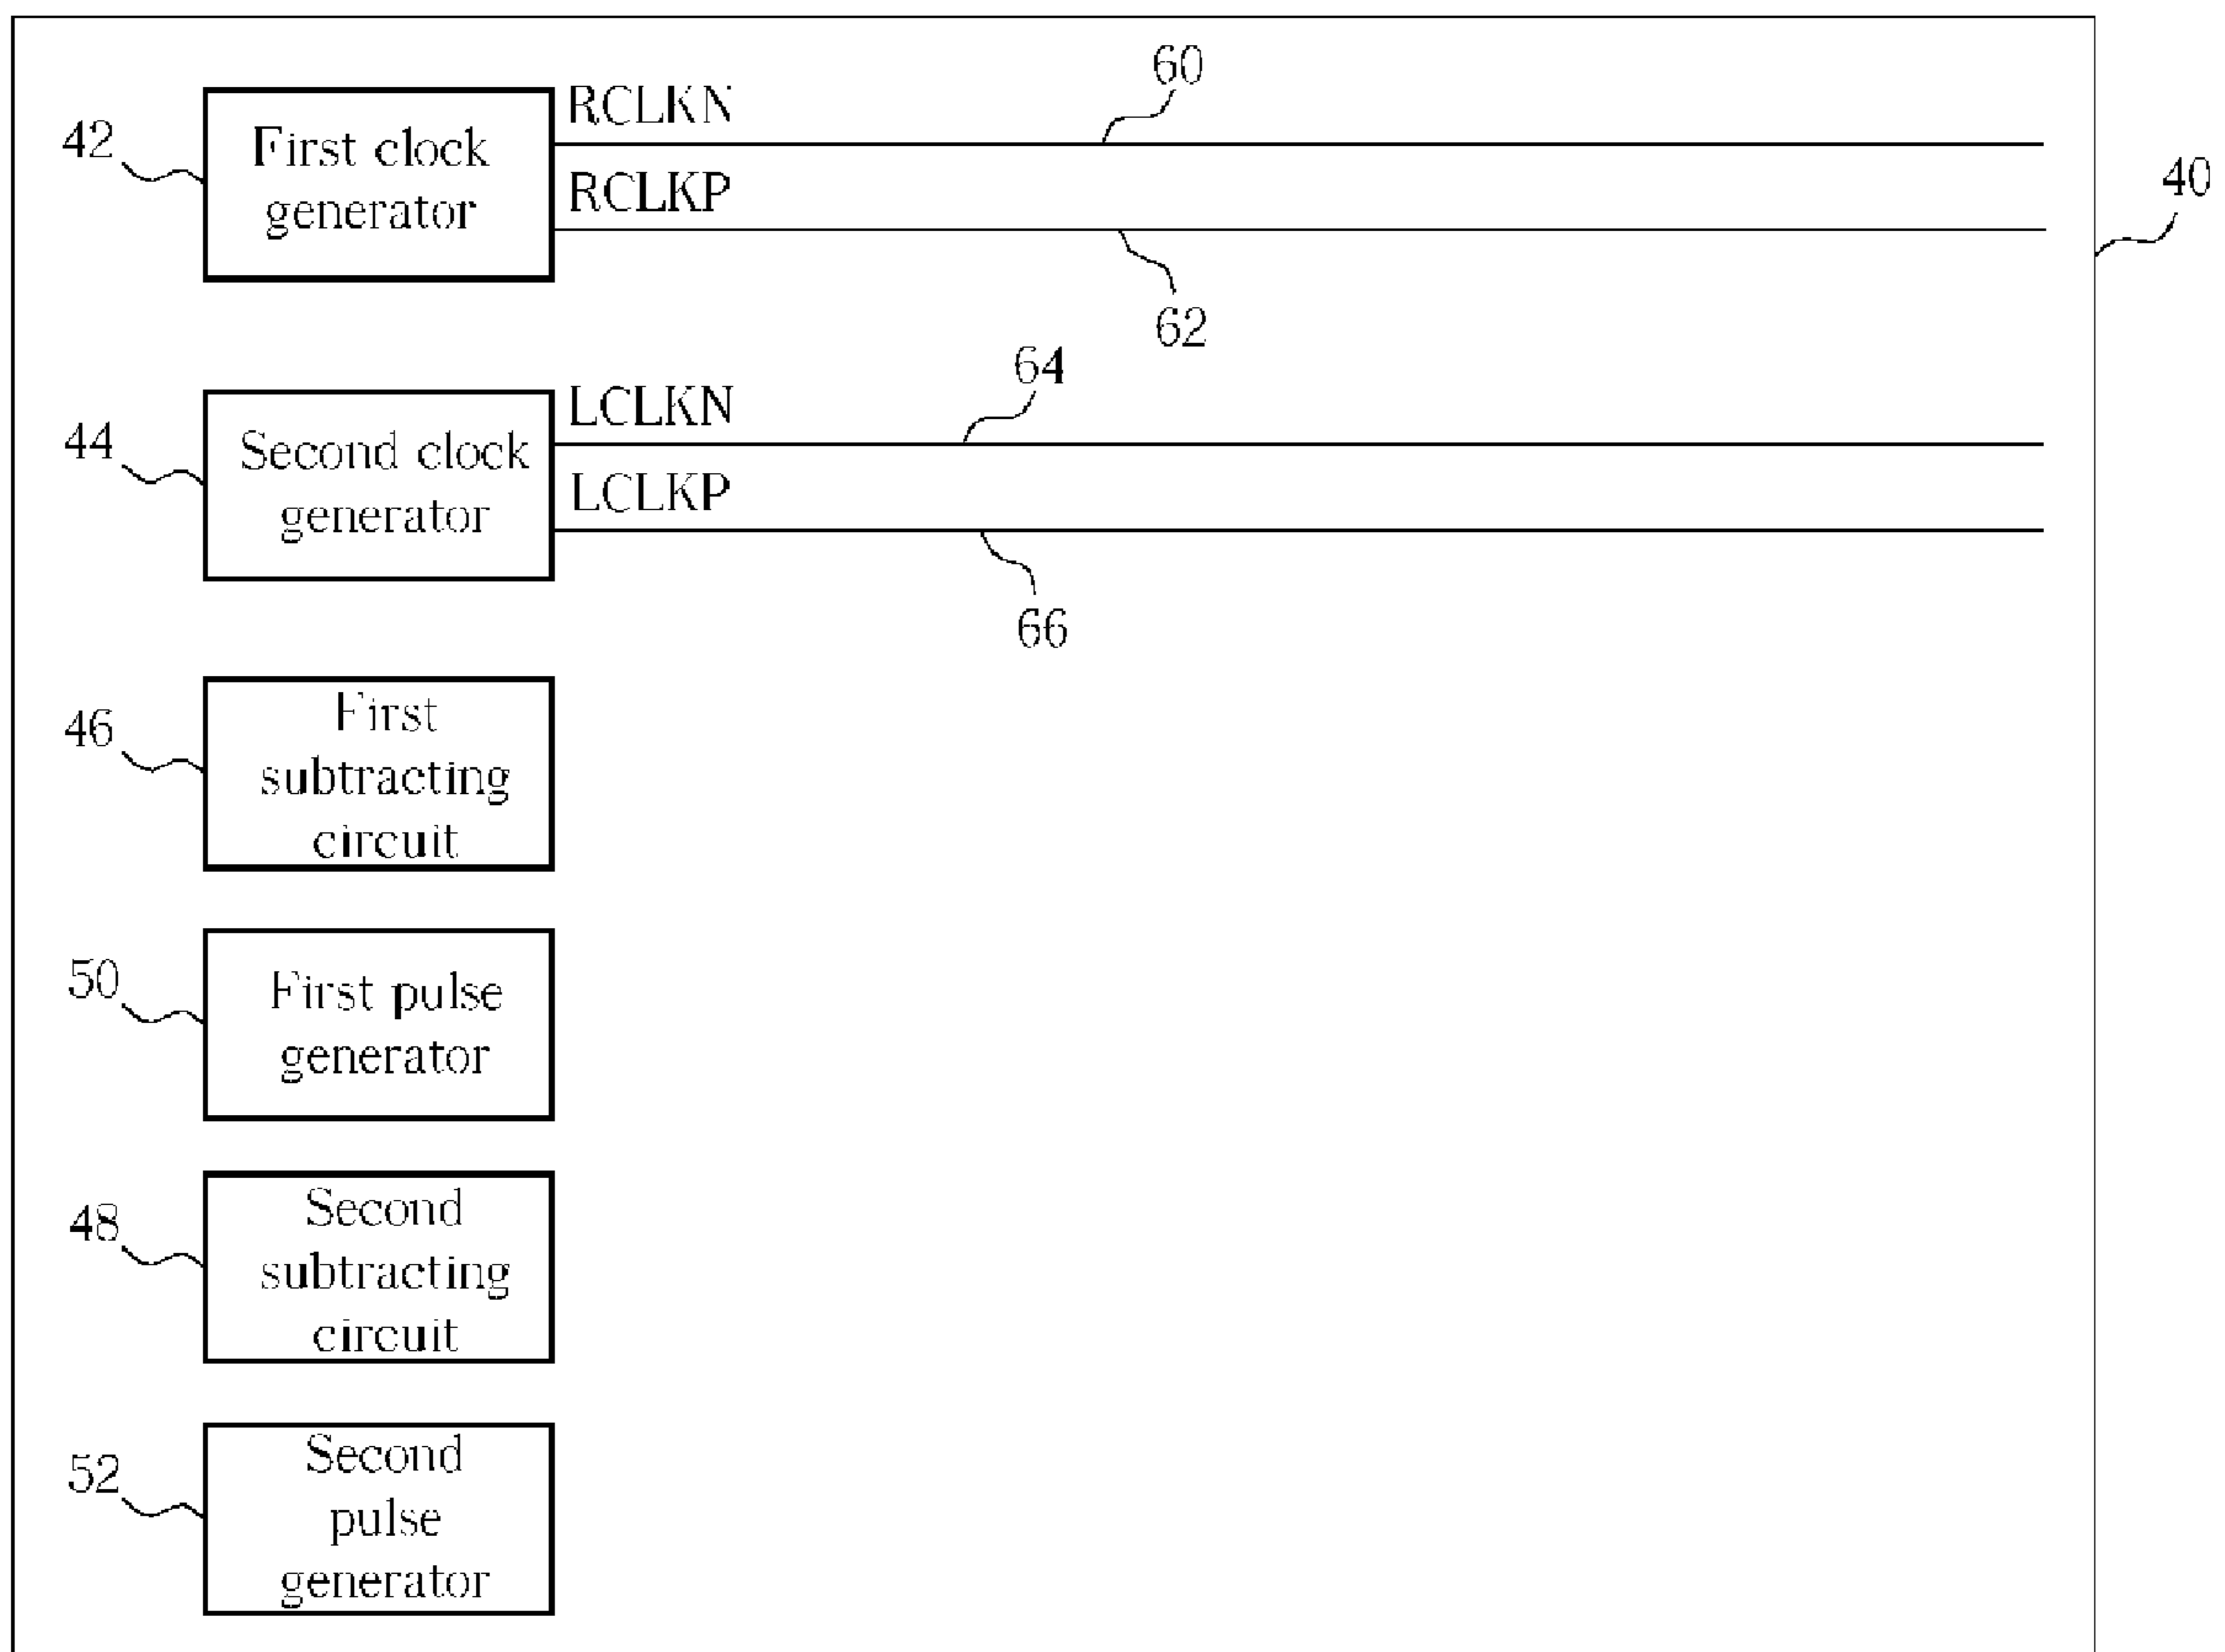 60
RCLKN
42
First clock
generator
40
RCLKP
62
64
LCLKN
44
Second clock
generator
LCLKP
66
46
First
subtracting
circuit
50
First pulse
generator
48
Second
subtracting
circuit
52
Second
pulse
generator